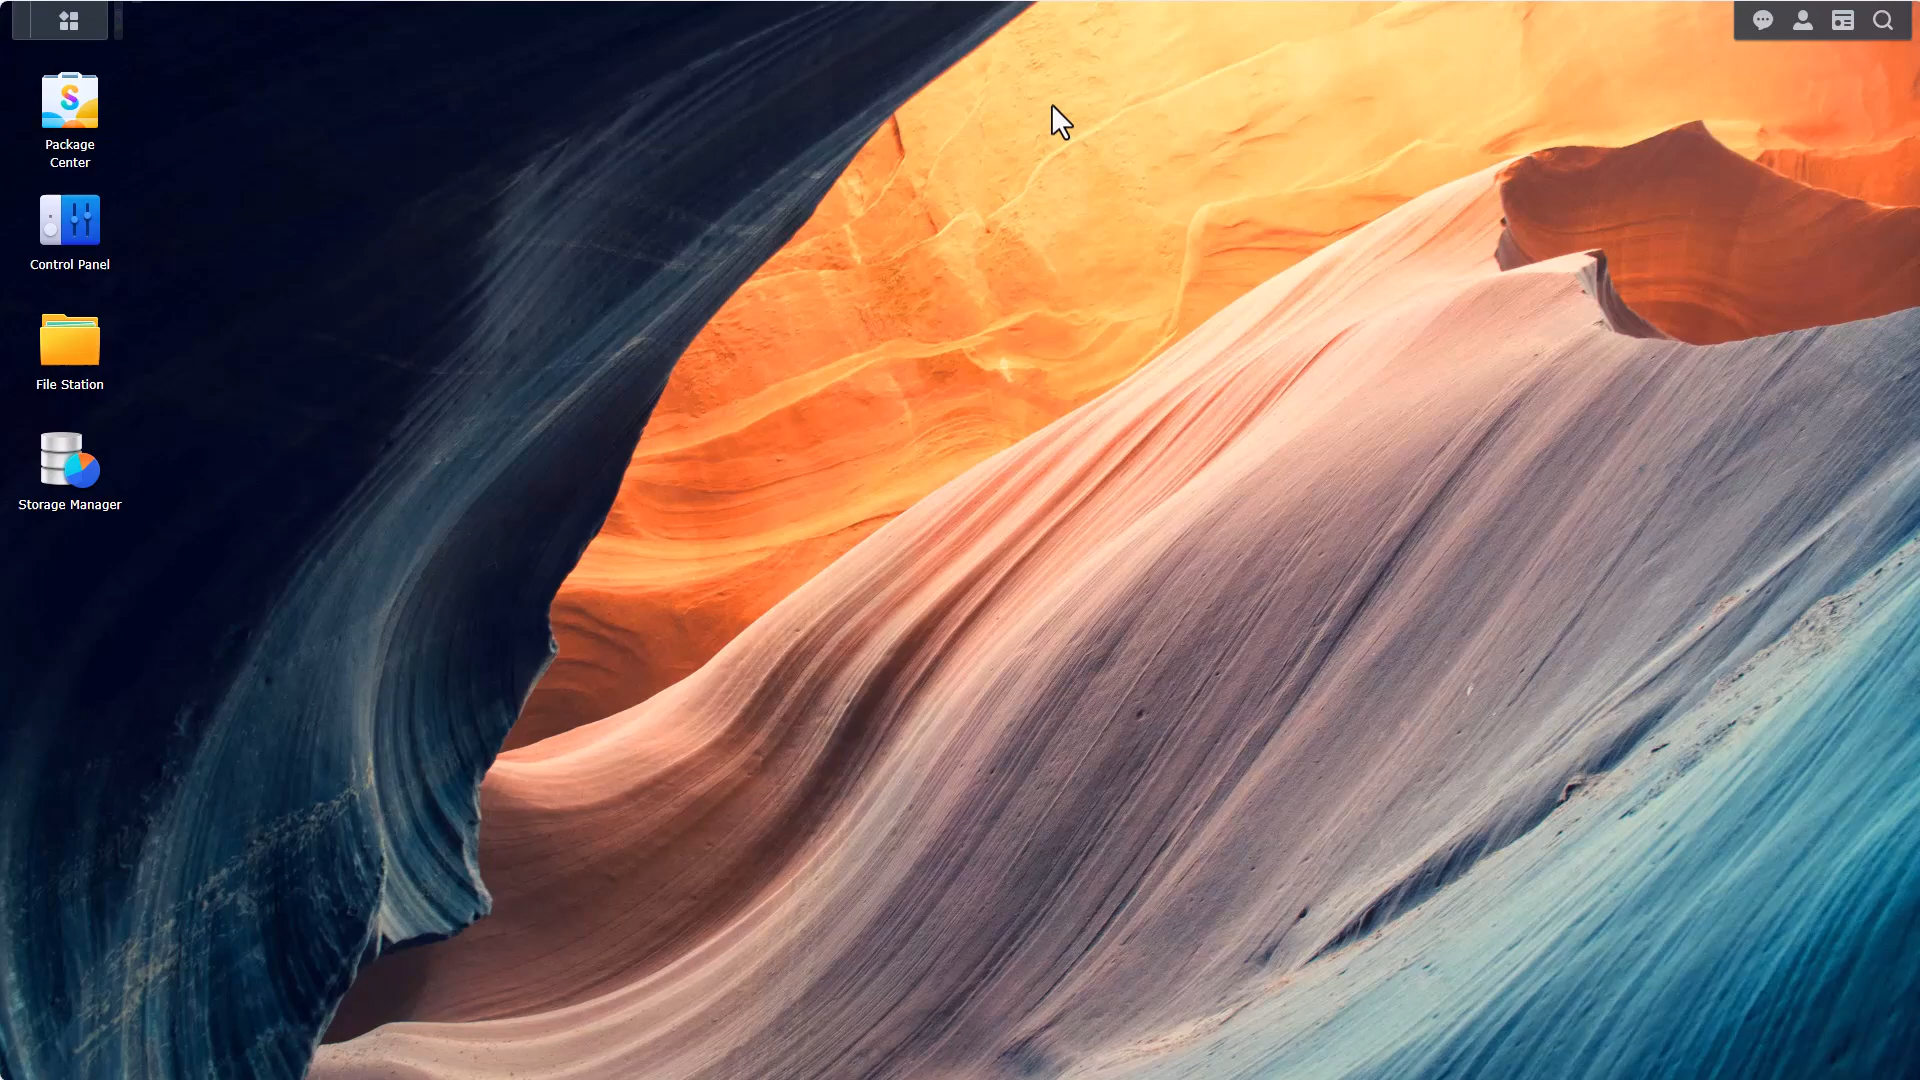 Package
Center
Control Panel
File Station
Storage Manager